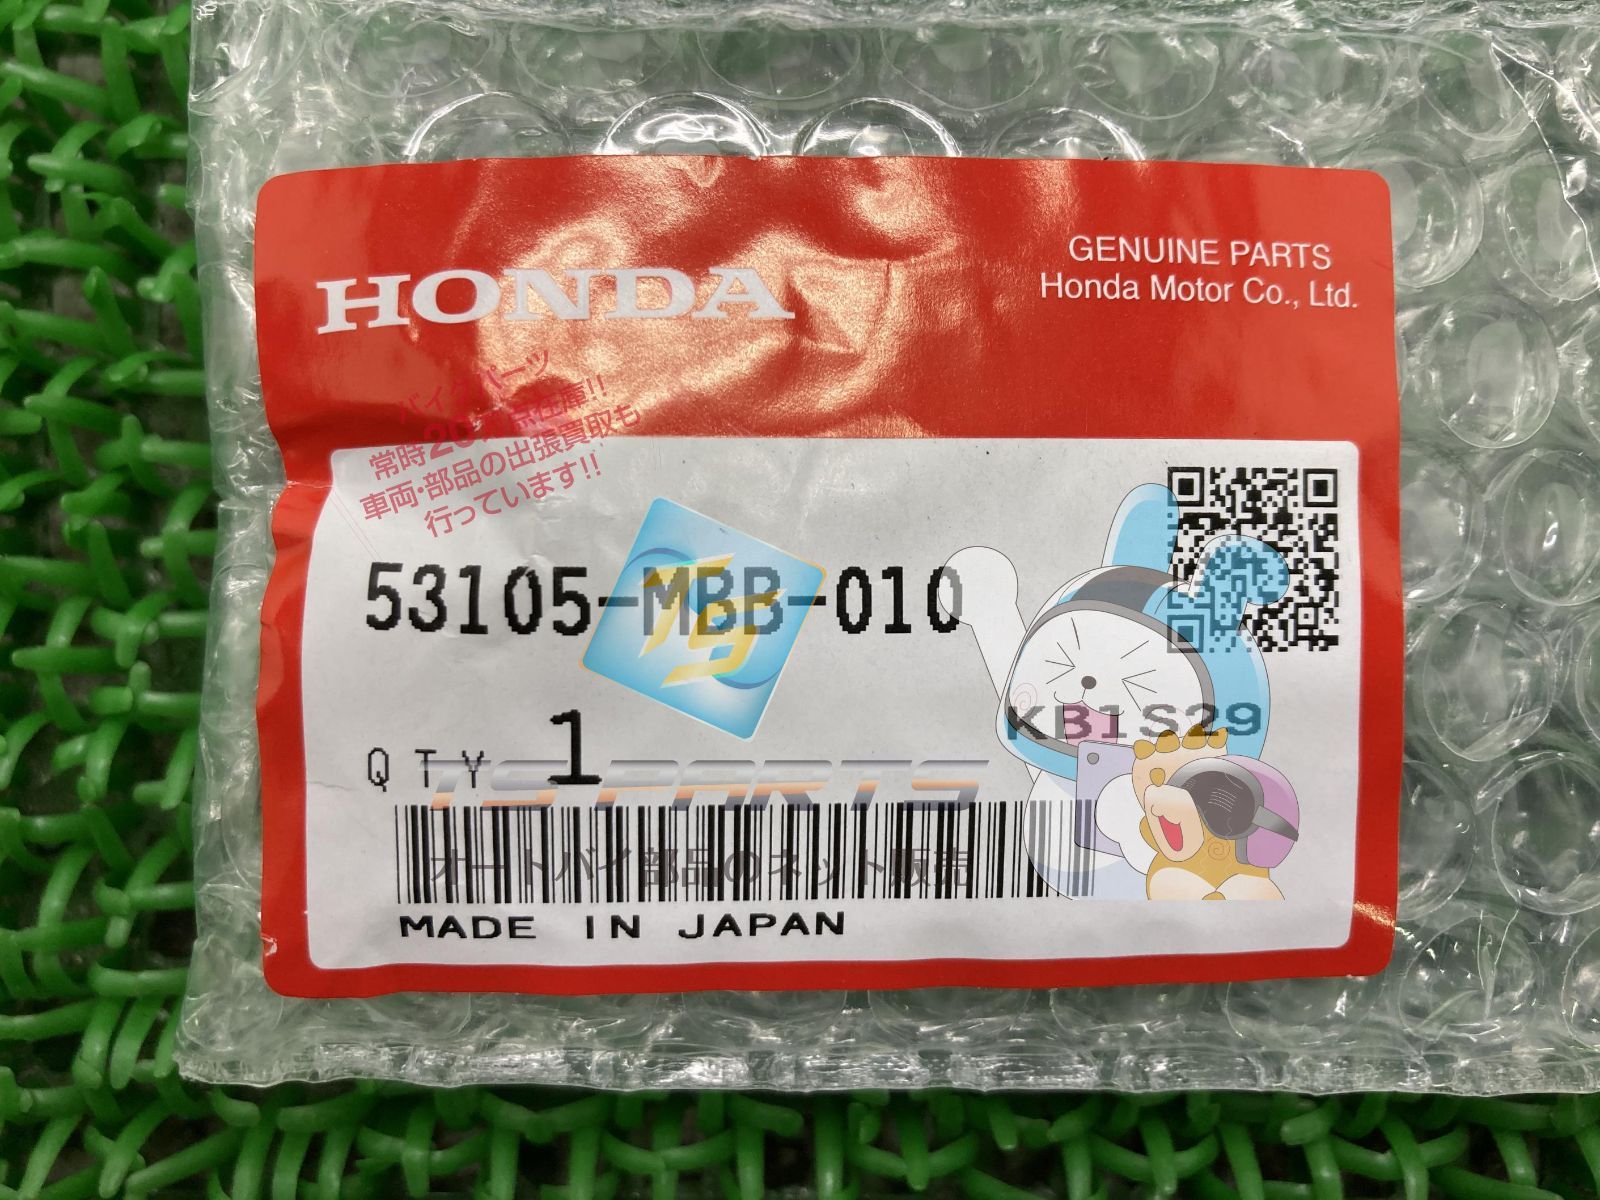 HONDA
GENUINE PARTS
Honda Motor Co., Ltd.
バイクパーツ
常時20万点在庫!!
車両・部品の出張買取も
行っています!!
53105-MBB-010
TS
KB1S29
QTY 1
TS PARTS
オートバイ部品のネット販売
MADE IN JAPAN